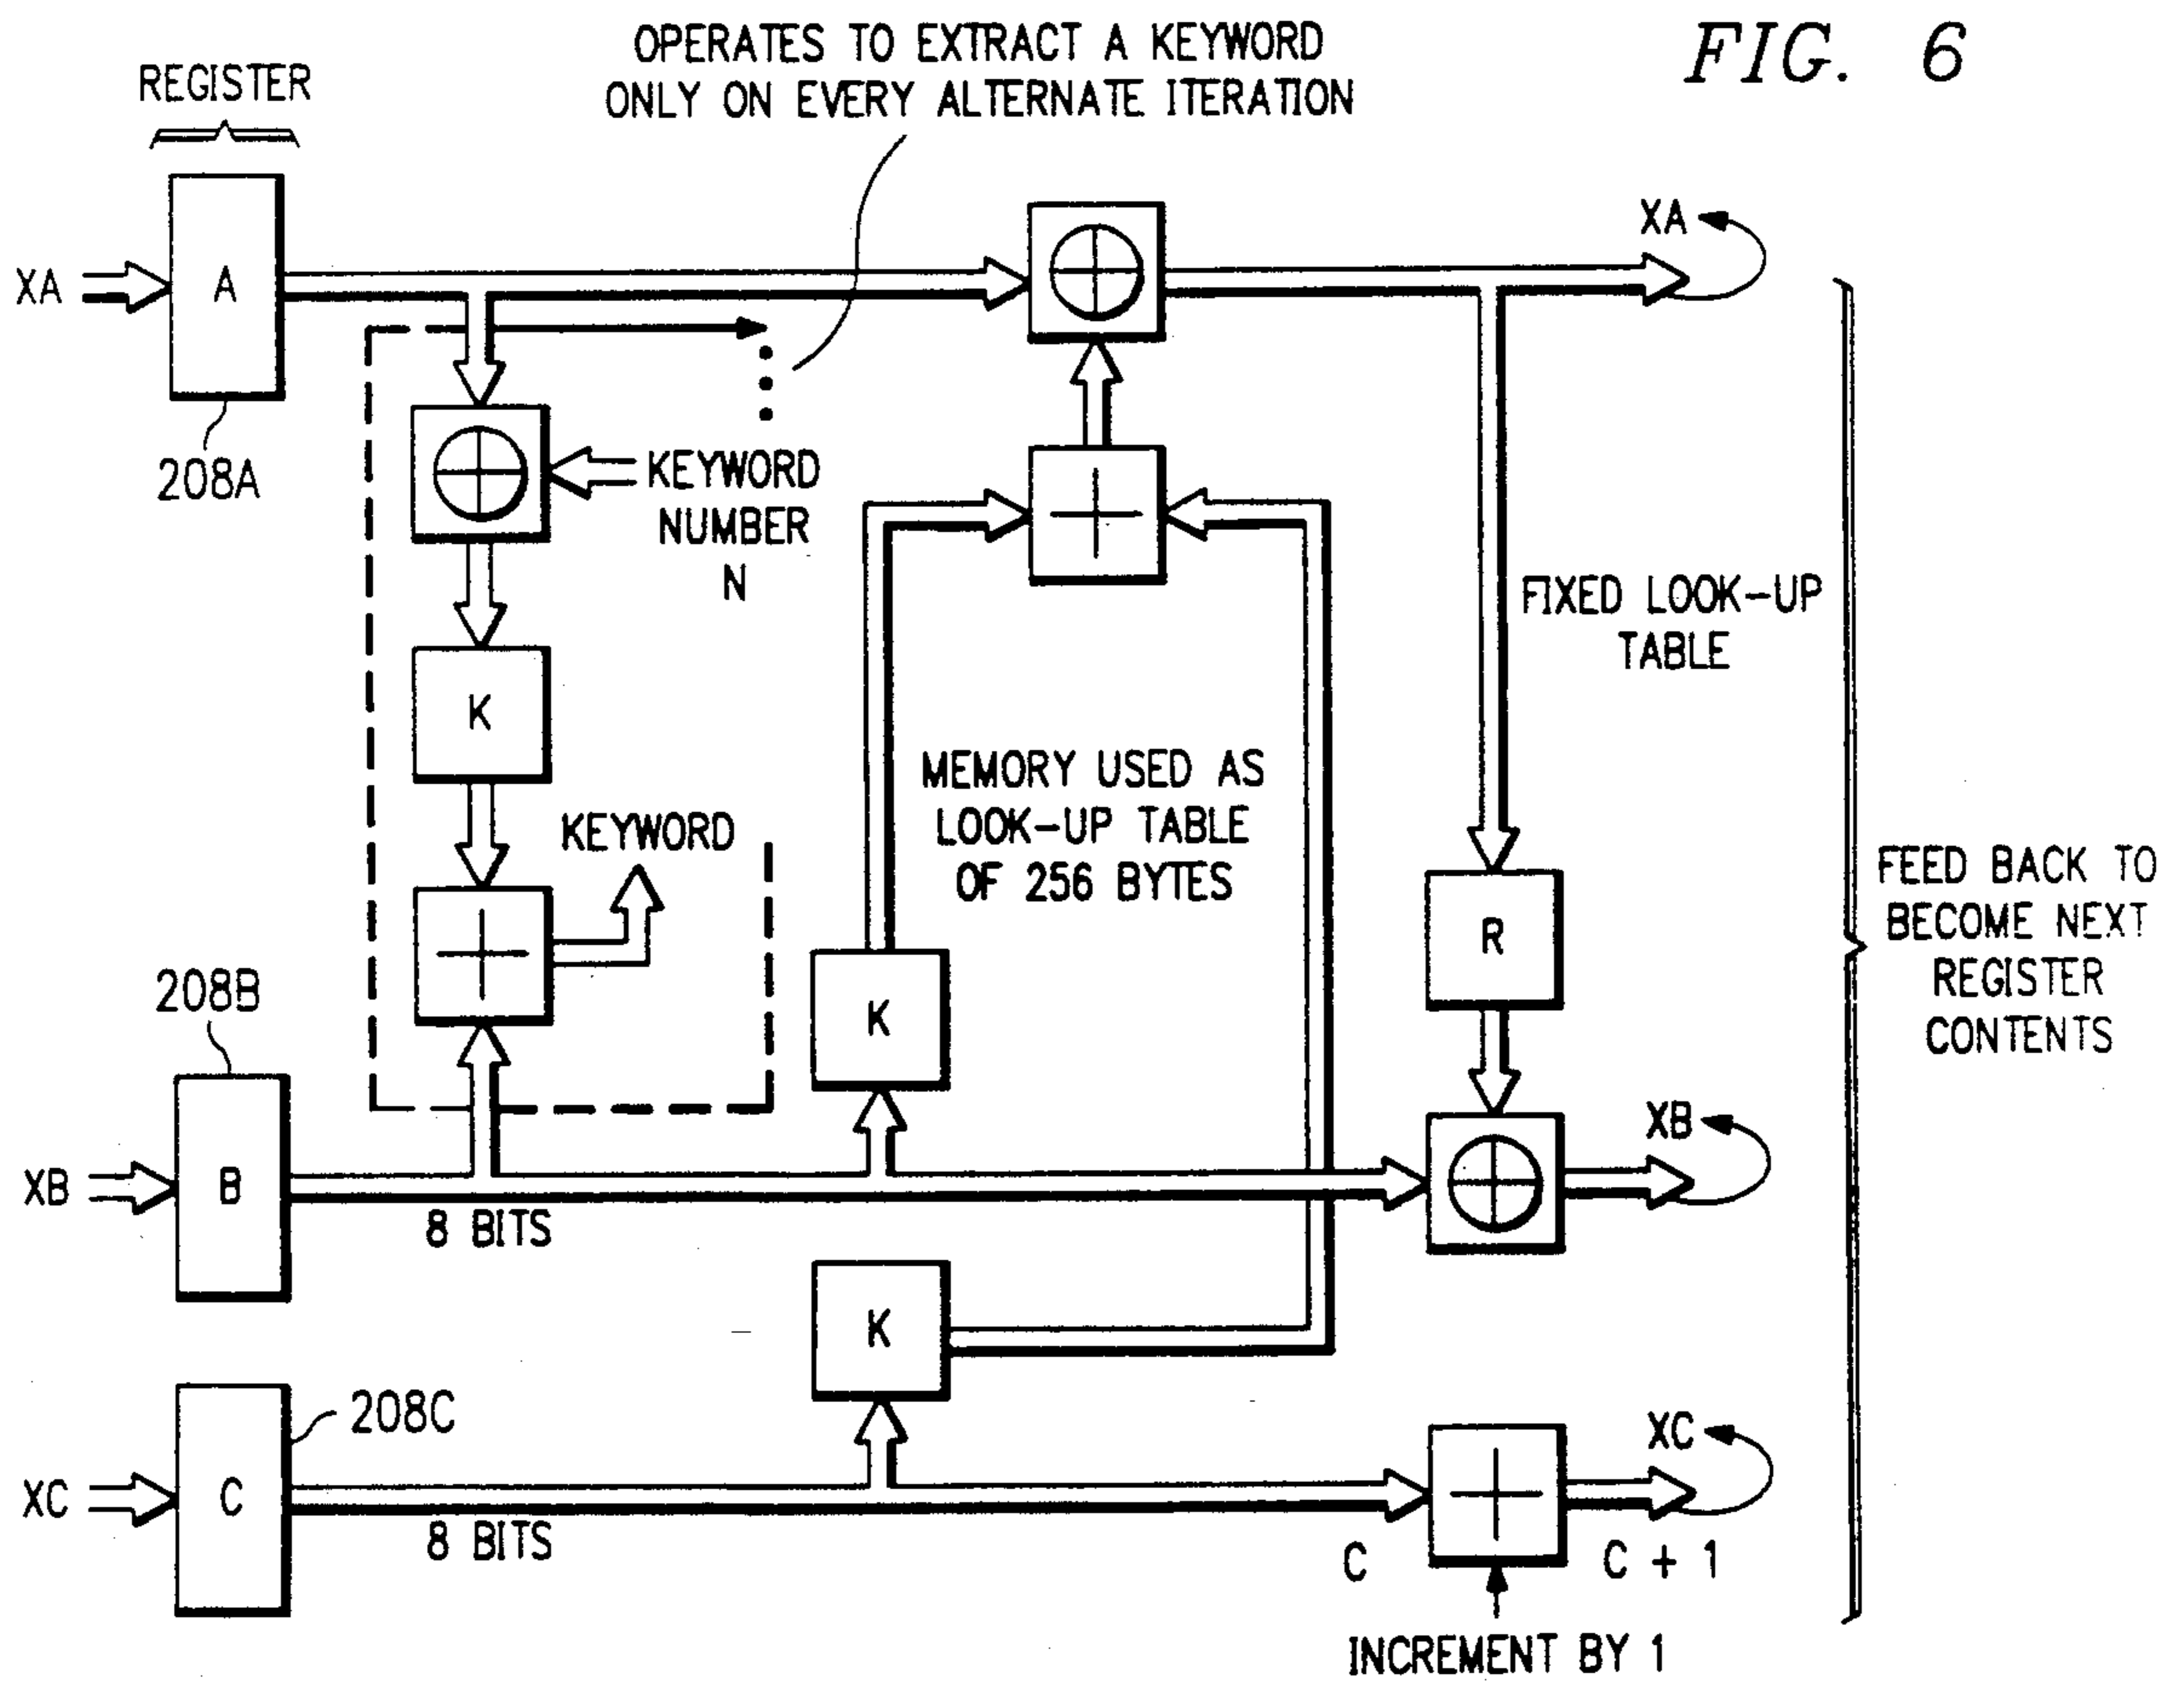 FIG. 6
OPERATES TO EXTRACT A KEYWORD
ONLY ON EVERY ALTERNATE ITERATION
REGISTER
XA
A
208A
XA
KEYWORD
NUMBER
N
FIXED LOOK-UP
TABLE
K
MEMORY USED AS
LOOK-UP TABLE
OF 256 BYTES
KEYWORD
R
FEED BACK TO
BECOME NEXT
REGISTER
CONTENTS
208B
K
XB
B
8 BITS
XB
K
208C
XC
C
8 BITS
XC
C
C + 1
INCREMENT BY 1